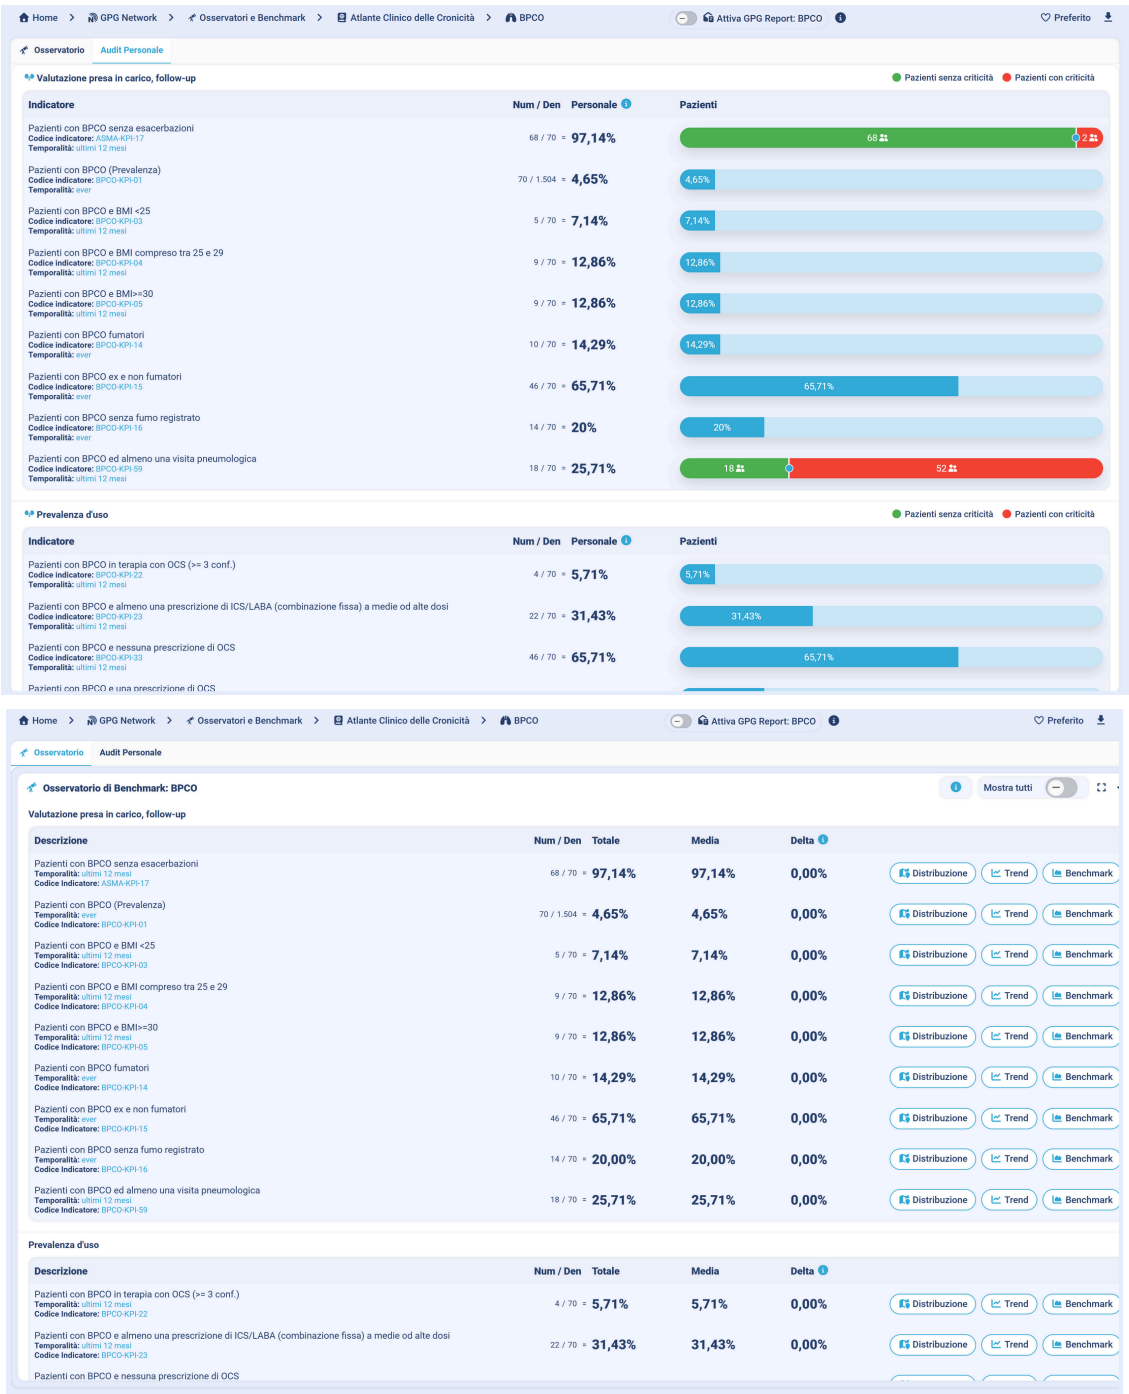 Home > GPG Network > Osservatori e Benchmark > Atlante Clinico delle Cronicità > BPCO Attiva GPG Report: BPCO Preferito
Osservatorio Audit Personale
Valutazione presa in carico, follow-up Pazienti senza criticità Pazienti con criticità
Indicatore Num / Den Personale Pazienti
Pazienti con BPCO senza esacerbazioni
Codice indicatore: ASMA-KPI-17
Temporalità: ultimi 12 mesi
68 / 70 = 97,14% 68 2
Pazienti con BPCO (Prevalenza)
Codice indicatore: BPCO-KPI-01
Temporalità: ever
70 / 1.504 = 4,65% 4,65%
Pazienti con BPCO e BMI <25
Codice indicatore: BPCO-KPI-03
Temporalità: ultimi 12 mesi
5 / 70 = 7,14% 7,14%
Pazienti con BPCO e BMI compreso tra 25 e 29
Codice indicatore: BPCO-KPI-04
Temporalità: ultimi 12 mesi
9 / 70 = 12,86% 12,86%
Pazienti con BPCO e BMI>=30
Codice indicatore: BPCO-KPI-05
Temporalità: ultimi 12 mesi
9 / 70 = 12,86% 12,86%
Pazienti con BPCO fumatori
Codice indicatore: BPCO-KPI-14
Temporalità: ever
10 / 70 = 14,29% 14,29%
Pazienti con BPCO ex e non fumatori
Codice indicatore: BPCO-KPI-15
Temporalità: ever
46 / 70 = 65,71% 65,71%
Pazienti con BPCO senza fumo registrato
Codice indicatore: BPCO-KPI-16
Temporalità: ever
14 / 70 = 20% 20%
Pazienti con BPCO ed almeno una visita pneumologica
Codice indicatore: BPCO-KPI-59
Temporalità: ultimi 12 mesi
18 / 70 = 25,71% 18 52
Prevalenza d'uso Pazienti senza criticità Pazienti con criticità
Indicatore Num / Den Personale Pazienti
Pazienti con BPCO in terapia con OCS (>= 3 conf.)
Codice indicatore: BPCO-KPI-22
Temporalità: ultimi 12 mesi
4 / 70 = 5,71% 5,71%
Pazienti con BPCO e almeno una prescrizione di ICS/LABA (combinazione fissa) a medie od alte dosi
Codice indicatore: BPCO-KPI-23
Temporalità: ultimi 12 mesi
22 / 70 = 31,43% 31,43%
Pazienti con BPCO e nessuna prescrizione di OCS
Codice indicatore: BPCO-KPI-33
Temporalità: ultimi 12 mesi
46 / 70 = 65,71% 65,71%
Pazienti con BPCO e una prescrizione di OCS
Home > GPG Network > Osservatori e Benchmark > Atlante Clinico delle Cronicità > BPCO Attiva GPG Report: BPCO Preferito
Osservatorio Audit Personale
Osservatorio di Benchmark: BPCO Mostra tutti
Valutazione presa in carico, follow-up
Descrizione Num / Den Totale Media Delta
Pazienti con BPCO senza esacerbazioni
Temporalità: ultimi 12 mesi
Codice Indicatore: ASMA-KPI-17
68 / 70 = 97,14% 97,14% 0,00% Distribuzione Trend Benchmark
Pazienti con BPCO (Prevalenza)
Temporalità: ever
Codice Indicatore: BPCO-KPI-01
70 / 1.504 = 4,65% 4,65% 0,00% Distribuzione Trend Benchmark
Pazienti con BPCO e BMI <25
Temporalità: ultimi 12 mesi
Codice Indicatore: BPCO-KPI-03
5 / 70 = 7,14% 7,14% 0,00% Distribuzione Trend Benchmark
Pazienti con BPCO e BMI compreso tra 25 e 29
Temporalità: ultimi 12 mesi
Codice Indicatore: BPCO-KPI-04
9 / 70 = 12,86% 12,86% 0,00% Distribuzione Trend Benchmark
Pazienti con BPCO e BMI>=30
Temporalità: ultimi 12 mesi
Codice Indicatore: BPCO-KPI-05
9 / 70 = 12,86% 12,86% 0,00% Distribuzione Trend Benchmark
Pazienti con BPCO fumatori
Temporalità: ever
Codice Indicatore: BPCO-KPI-14
10 / 70 = 14,29% 14,29% 0,00% Distribuzione Trend Benchmark
Pazienti con BPCO ex e non fumatori
Temporalità: ever
Codice Indicatore: BPCO-KPI-15
46 / 70 = 65,71% 65,71% 0,00% Distribuzione Trend Benchmark
Pazienti con BPCO senza fumo registrato
Temporalità: ever
Codice Indicatore: BPCO-KPI-16
14 / 70 = 20,00% 20,00% 0,00% Distribuzione Trend Benchmark
Pazienti con BPCO ed almeno una visita pneumologica
Temporalità: ultimi 12 mesi
Codice Indicatore: BPCO-KPI-59
18 / 70 = 25,71% 25,71% 0,00% Distribuzione Trend Benchmark
Prevalenza d'uso
Descrizione Num / Den Totale Media Delta
Pazienti con BPCO in terapia con OCS (>= 3 conf.)
Temporalità: ultimi 12 mesi
Codice Indicatore: BPCO-KPI-22
4 / 70 = 5,71% 5,71% 0,00% Distribuzione Trend Benchmark
Pazienti con BPCO e almeno una prescrizione di ICS/LABA (combinazione fissa) a medie od alte dosi
Temporalità: ultimi 12 mesi
Codice Indicatore: BPCO-KPI-23
22 / 70 = 31,43% 31,43% 0,00% Distribuzione Trend Benchmark
Pazienti con BPCO e nessuna prescrizione di OCS